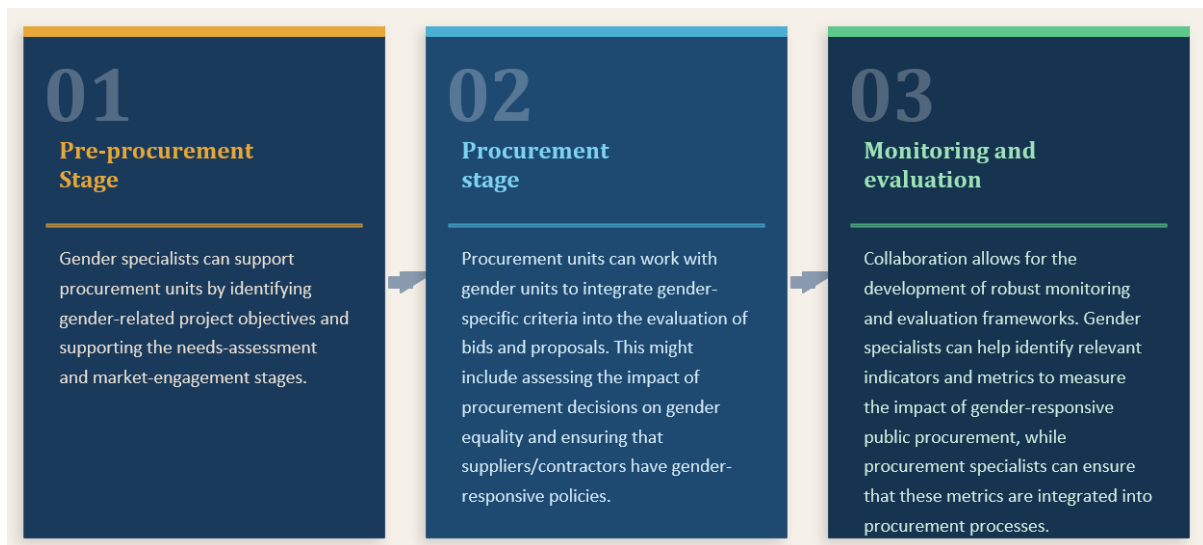 01
Pre-procurement
Stage
Gender specialists can support
procurement units by identifying
gender-related project objectives and
supporting the needs-assessment
and market-engagement stages.
02
Procurement
stage
Procurement units can work with
gender units to integrate gender-
specific criteria into the evaluation of
bids and proposals. This might
include assessing the impact of
procurement decisions on gender
equality and ensuring that
suppliers/contractors have gender-
responsive policies.
03
Monitoring and
evaluation
Collaboration allows for the
development of robust monitoring
and evaluation frameworks. Gender
specialists can help identify relevant
indicators and metrics to measure
the impact of gender-responsive
public procurement, while
procurement specialists can ensure
that these metrics are integrated into
procurement processes.